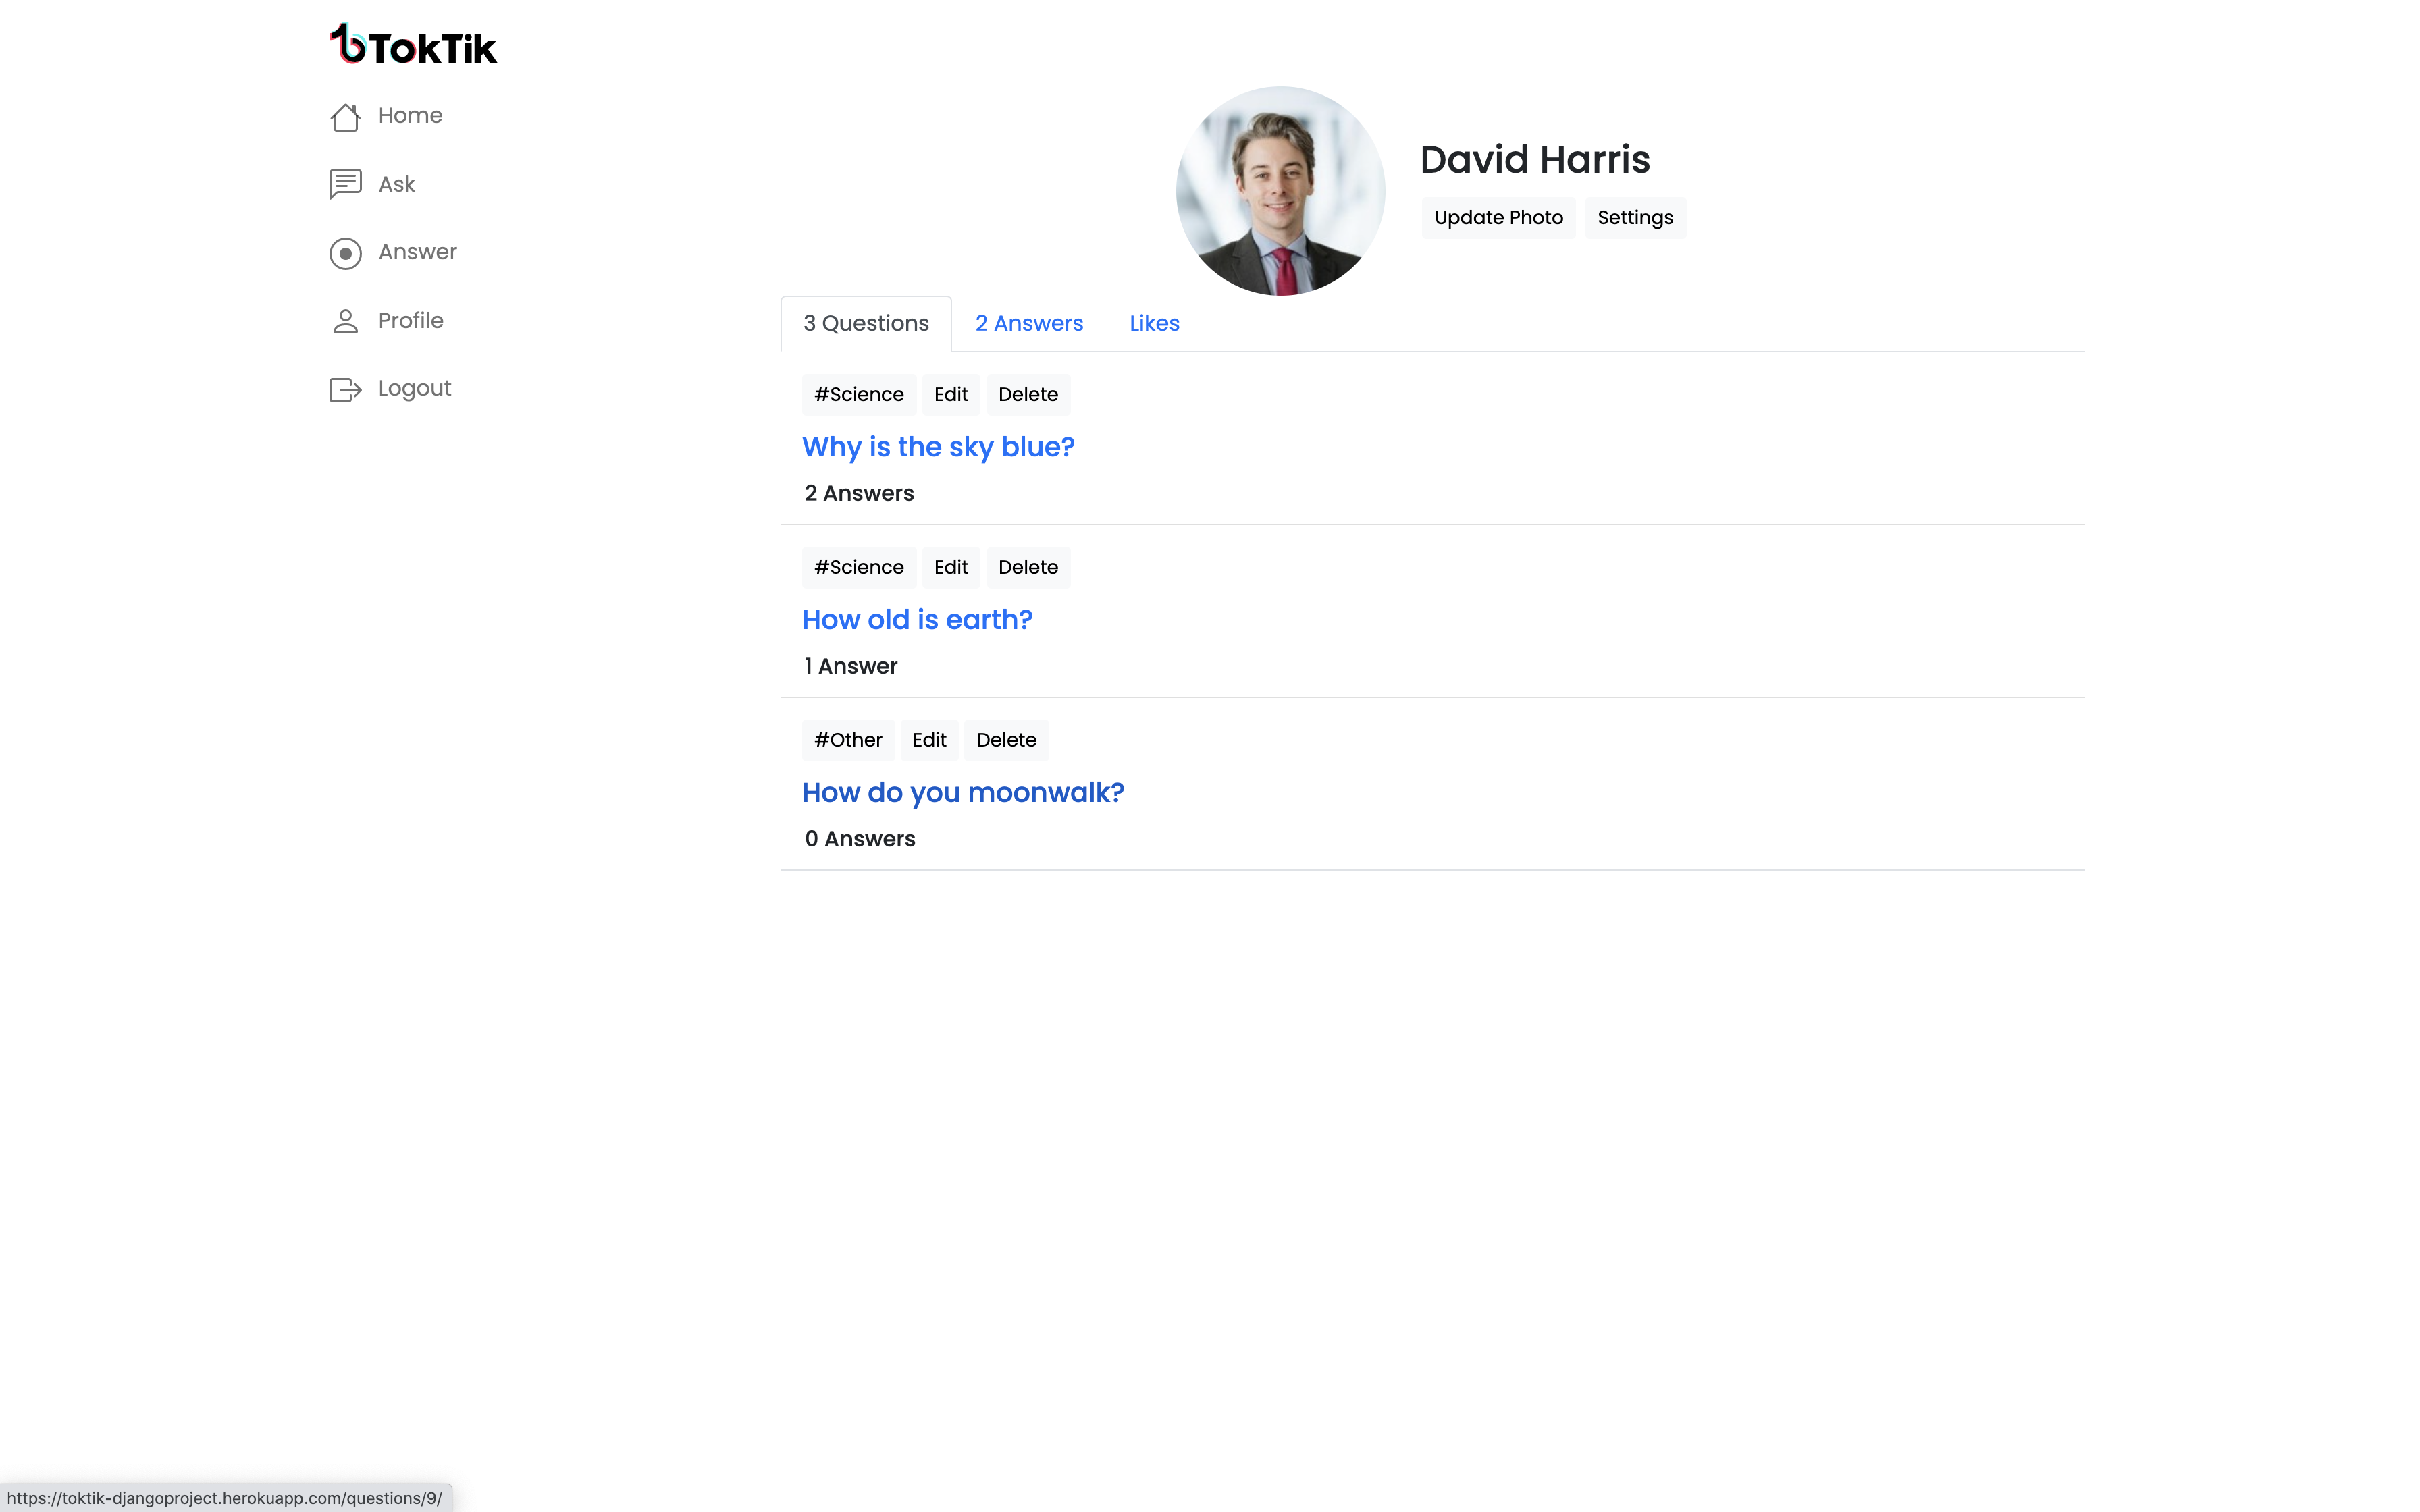 TokTik
Home
Ask
Answer
Profile
Logout
David Harris
Update Photo Settings
3 Questions 2 Answers Likes
#Science Edit Delete
Why is the sky blue?
2 Answers
#Science Edit Delete
How old is earth?
1 Answer
#Other Edit Delete
How do you moonwalk?
0 Answers
https://toktik-djangoproject.herokuapp.com/questions/9/